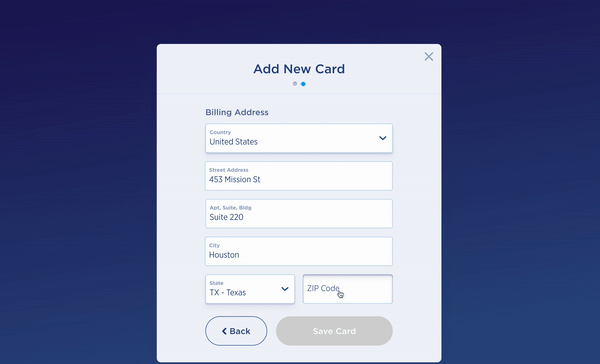 Add New Card
Billing Address
Country
United States
Street Address
453 Mission St
Apt, Suite, Bldg
Suite 220
City
Houston
State
TX - Texas
ZIP Code
Back
Save Card